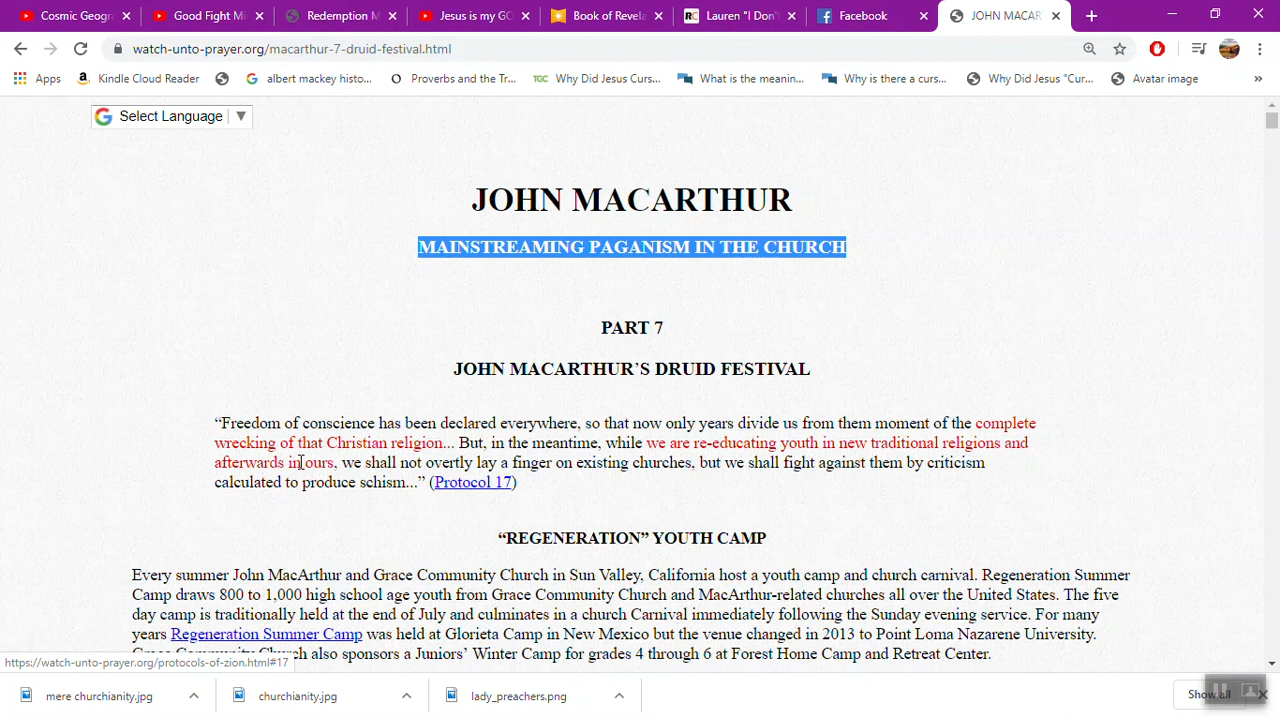 Cosmic Geogra
Good Fight Mi
Redemption M
Jesus is my GO
Book of Revela
Lauren "I Don'
Facebook
JOHN MACAR
watch-unto-prayer.org/macarthur-7-druid-festival.html
Apps
Kindle Cloud Reader
albert mackey histo...
Proverbs and the Tr...
TGC Why Did Jesus Curs...
What is the meanin...
Why is there a curs...
Why Did Jesus "Cur...
Avatar image
Select Language
JOHN MACARTHUR
MAINSTREAMING PAGANISM IN THE CHURCH
PART 7
JOHN MACARTHUR’S DRUID FESTIVAL
“Freedom of conscience has been declared everywhere, so that now only years divide us from them moment of the complete
wrecking of that Christian religion... But, in the meantime, while we are re-educating youth in new traditional religions and
afterwards in ours, we shall not overtly lay a finger on existing churches, but we shall fight against them by criticism
calculated to produce schism...” (Protocol 17)
“REGENERATION” YOUTH CAMP
Every summer John MacArthur and Grace Community Church in Sun Valley, California host a youth camp and church carnival. Regeneration Summer
Camp draws 800 to 1,000 high school age youth from Grace Community Church and MacArthur-related churches all over the United States. The five
day camp is traditionally held at the end of July and culminates in a church Carnival immediately following the Sunday evening service. For many
years Regeneration Summer Camp was held at Glorieta Camp in New Mexico but the venue changed in 2013 to Point Loma Nazarene University.
Grace Community Church also sponsors a Juniors’ Winter Camp for grades 4 through 6 at Forest Home Camp and Retreat Center.
https://watch-unto-prayer.org/protocols-of-zion.html#17
mere churchianity.jpg
churchianity.jpg
lady_preachers.png
Show all